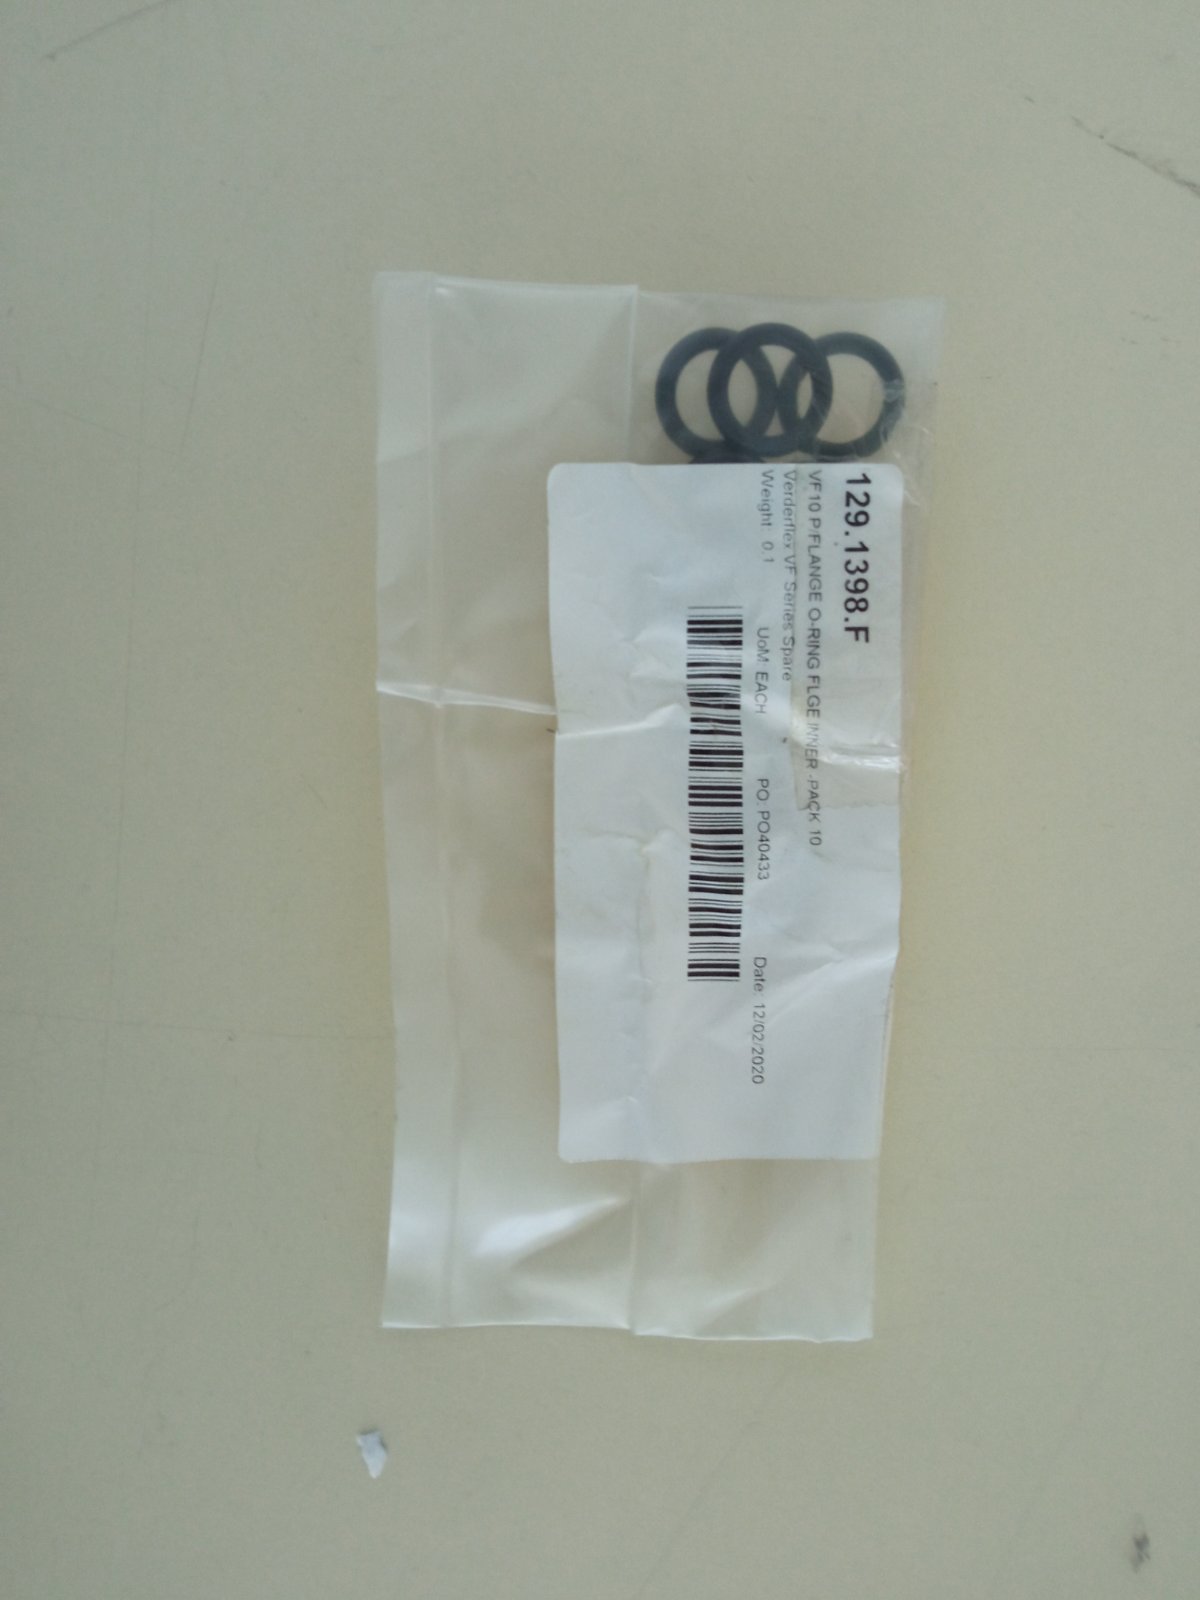 129.1398.F
VF10 P/FLANGE O-RING FLGE INNER -PACK 10
Verderflex VF Series Spare
Weight: 0.1 UoM: EACH PO: PO40433 Date: 12/02/2020